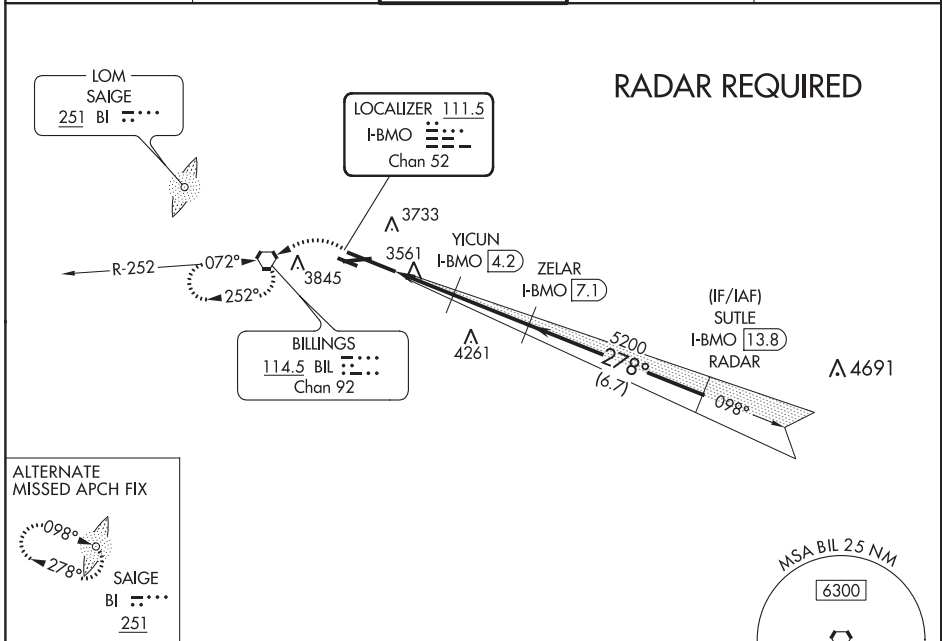 RADAR REQUIRED
LOM
SAIGE
251 BI
LOCALIZER 111.5
I-BMO
Chan 52
3733
3561
3845
YICUN
I-BMO 4.2
ZELAR
I-BMO 7.1
(IF/IAF)
SUTLE
I-BMO 13.8
RADAR
R-252
072°
252°
BILLINGS
114.5 BIL
Chan 92
4261
5200
278°
(6.7)
098°
4691
ALTERNATE
MISSED APCH FIX
098°
278°
SAIGE
BI
251
MSA BIL 25 NM
6300